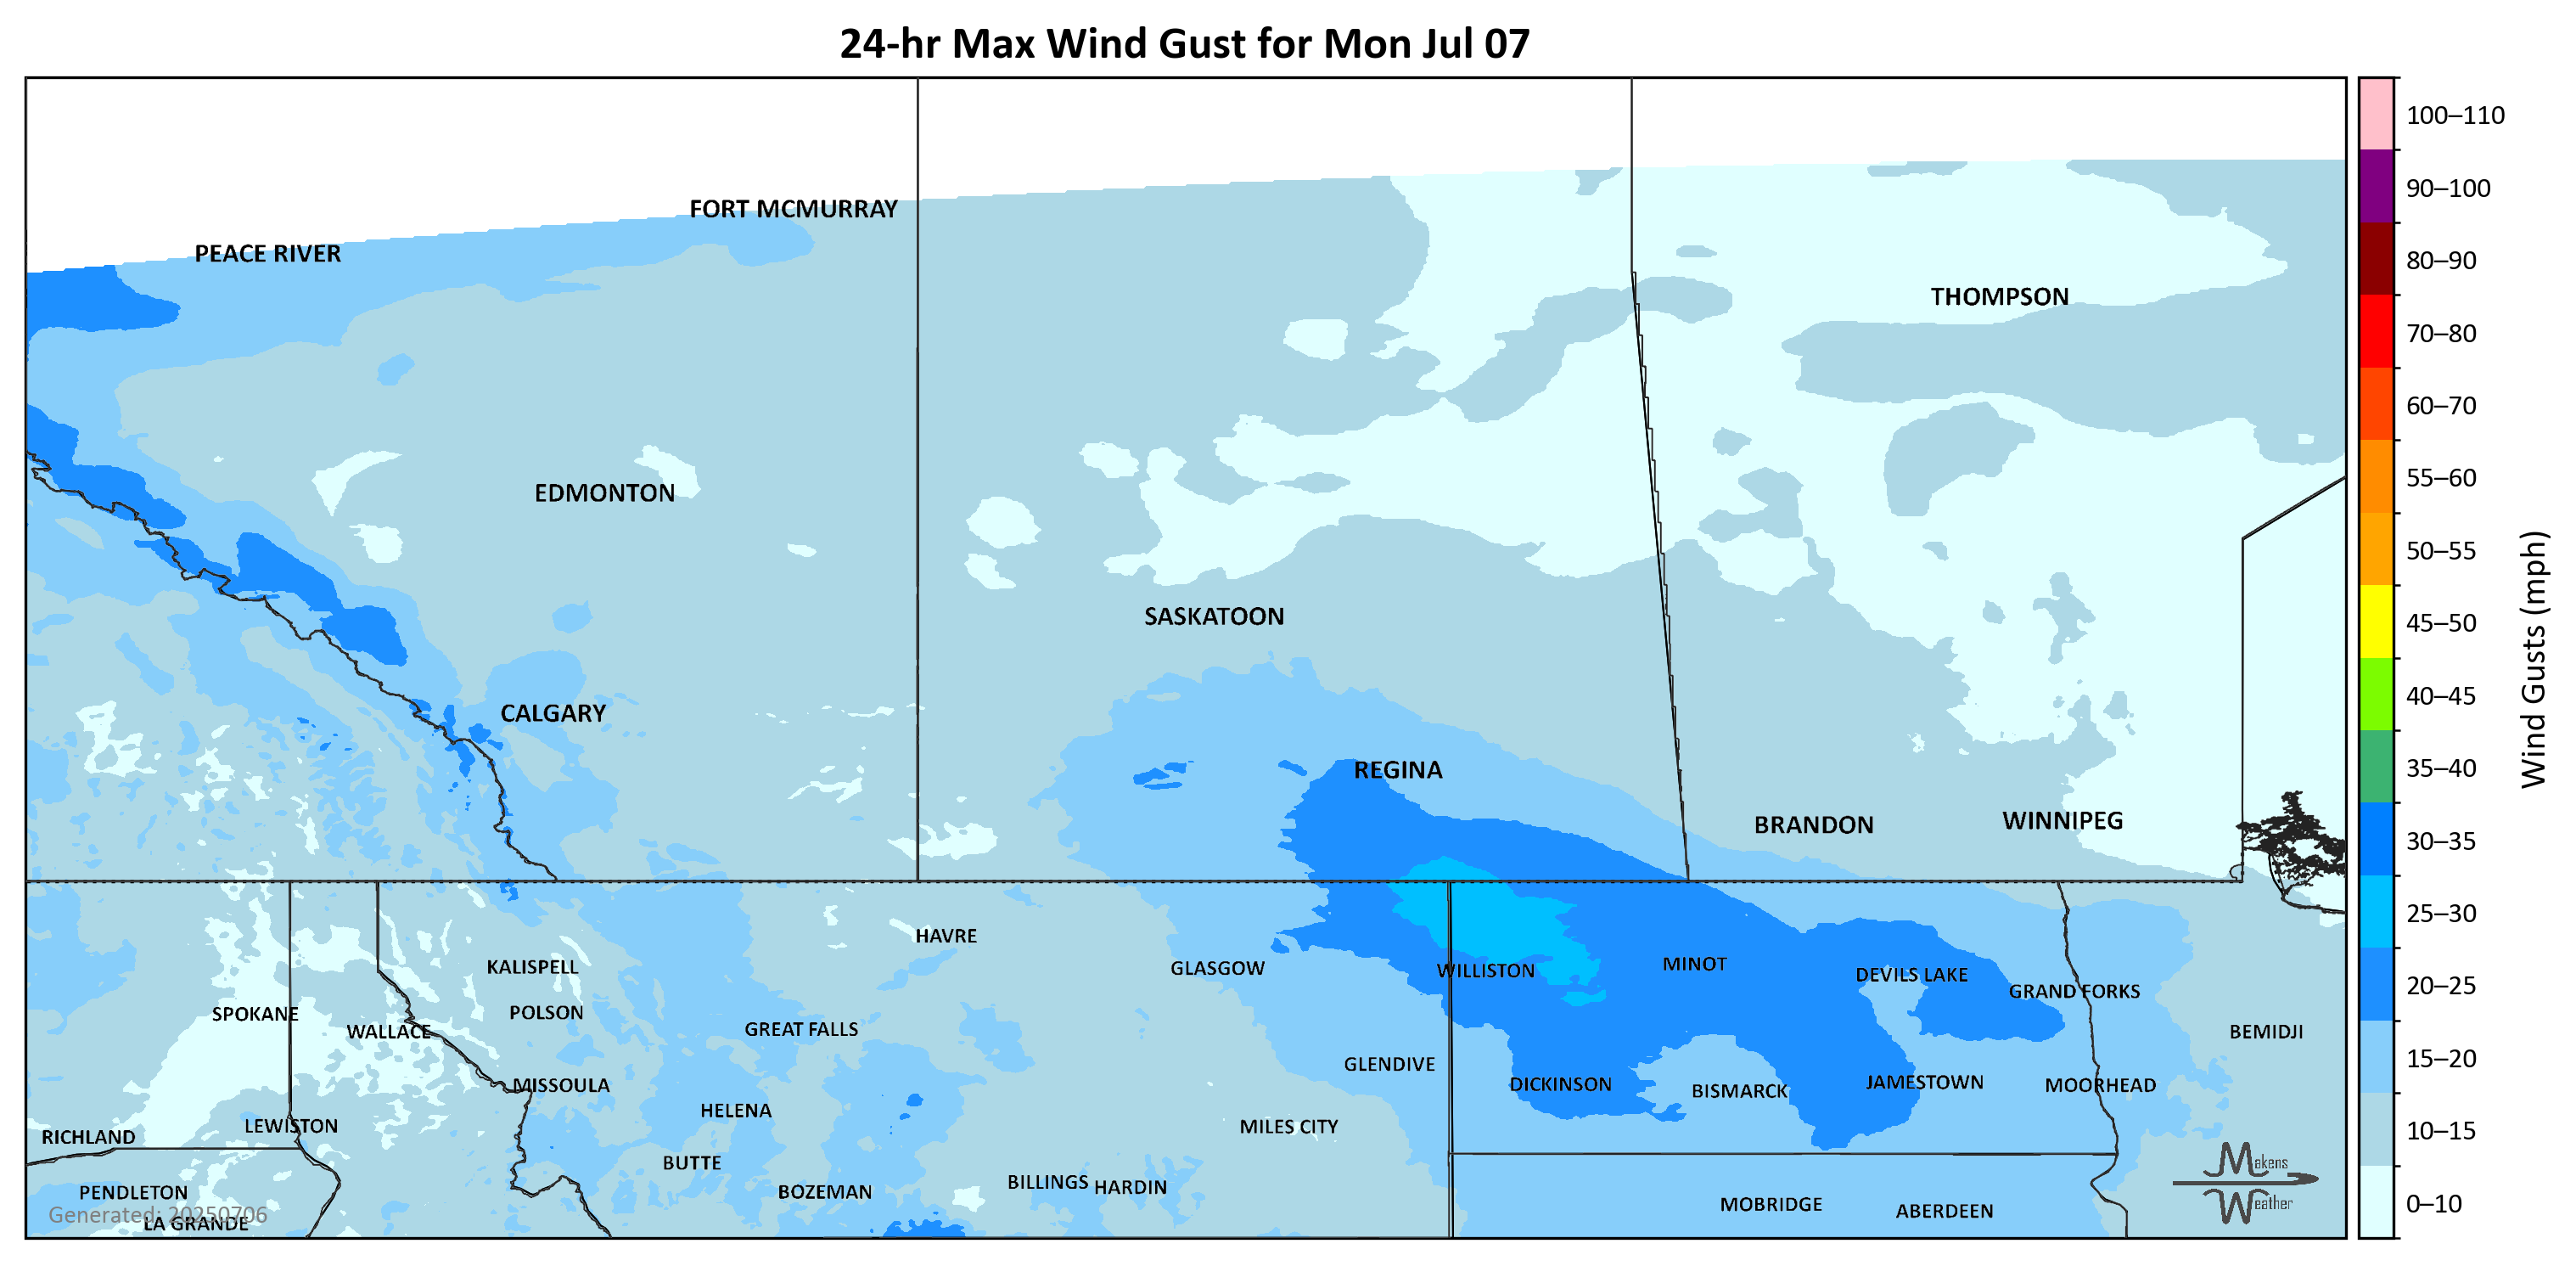 24-hr Max Wind Gust for Mon Jul 07
100–110
90–100
80–90
70–80
60–70
55–60
50–55
45–50
40–45
35–40
30–35
25–30
20–25
15–20
10–15
0–10
Wind Gusts (mph)
FORT MCMURRAY
PEACE RIVER
THOMPSON
EDMONTON
SASKATOON
CALGARY
REGINA
BRANDON
WINNIPEG
HAVRE
KALISPELL
GLASGOW
WILLISTON
MINOT
DEVILS LAKE
GRAND FORKS
SPOKANE
POLSON
WALLACE
GREAT FALLS
BEMIDJI
GLENDIVE
MISSOULA
DICKINSON
BISMARCK
JAMESTOWN
MOORHEAD
HELENA
LEWISTON
MILES CITY
RICHLAND
BUTTE
PENDLETON
BOZEMAN
BILLINGS
HARDIN
MOBRIDGE
ABERDEEN
Generated: 20250706
LA GRANDE
Makens
Weather